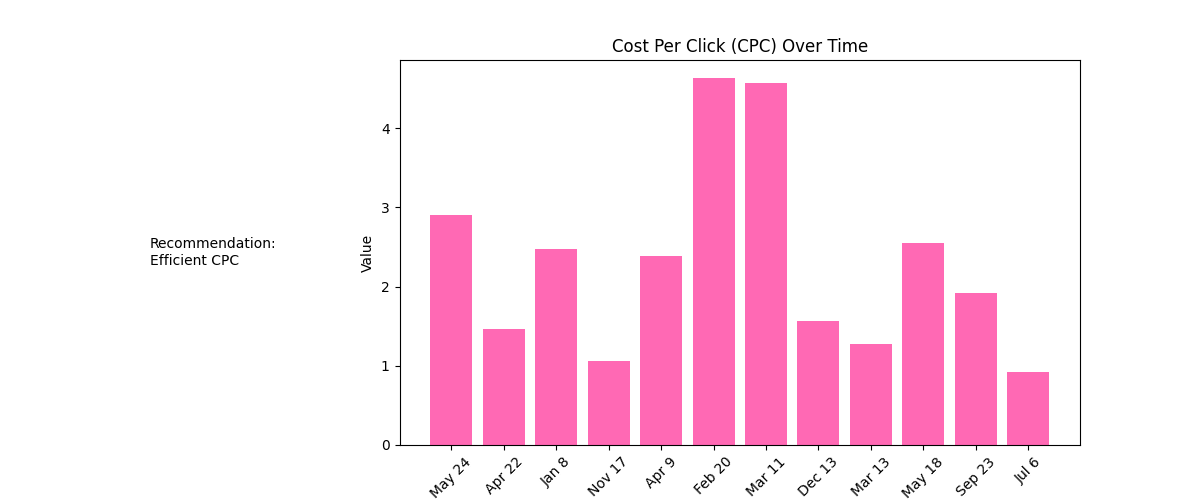 Cost Per Click (CPC) Over Time
Recommendation:
Efficient CPC
Value
4
3
2
1
0
May 24
Apr 22
Jan 8
Nov 17
Apr 9
Feb 20
Mar 11
Dec 13
Mar 13
May 18
Sep 23
Jul 6